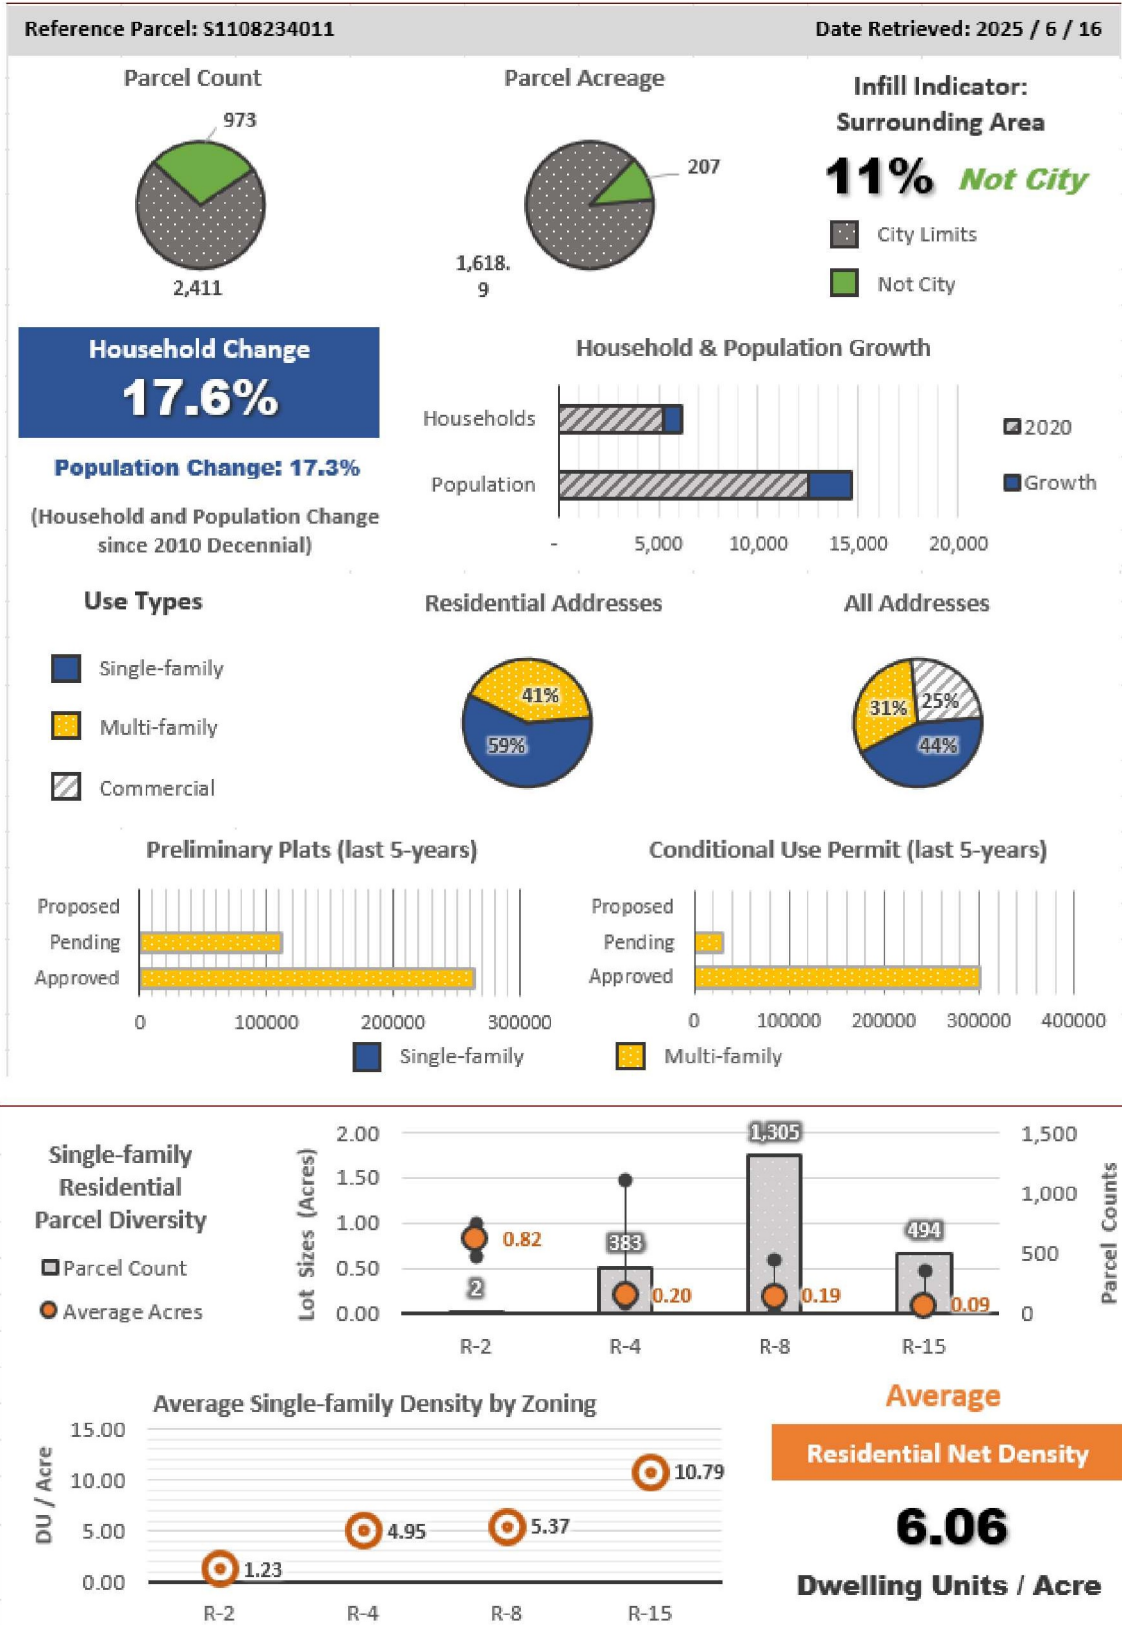 Reference Parcel: S1108234011
Date Retrieved: 2025 / 6 / 16
Parcel Count
973
2,411
Parcel Acreage
207
1,618.
9
Infill Indicator:
Surrounding Area
11% Not City
City Limits
Not City
Household Change
17.6%
Population Change: 17.3%
(Household and Population Change
since 2010 Decennial)
Household & Population Growth
Households
Population
-
5,000
10,000
15,000
20,000
2020
Growth
Use Types
Single-family
Multi-family
Commercial
Residential Addresses
41%
59%
All Addresses
31%
25%
44%
Preliminary Plats (last 5-years)
Proposed
Pending
Approved
0
100000
200000
300000
Conditional Use Permit (last 5-years)
Proposed
Pending
Approved
0
100000
200000
300000
400000
Single-family
Multi-family
Single-family
Residential
Parcel Diversity
Parcel Count
Average Acres
Lot Sizes (Acres)
2.00
1.50
1.00
0.50
0.00
0.82
2
383
0.20
1,305
0.19
494
0.09
1,500
1,000
500
0
Parcel Counts
R-2
R-4
R-8
R-15
Average Single-family Density by Zoning
DU / Acre
15.00
10.00
5.00
0.00
1.23
4.95
5.37
10.79
R-2
R-4
R-8
R-15
Average
Residential Net Density
6.06
Dwelling Units / Acre